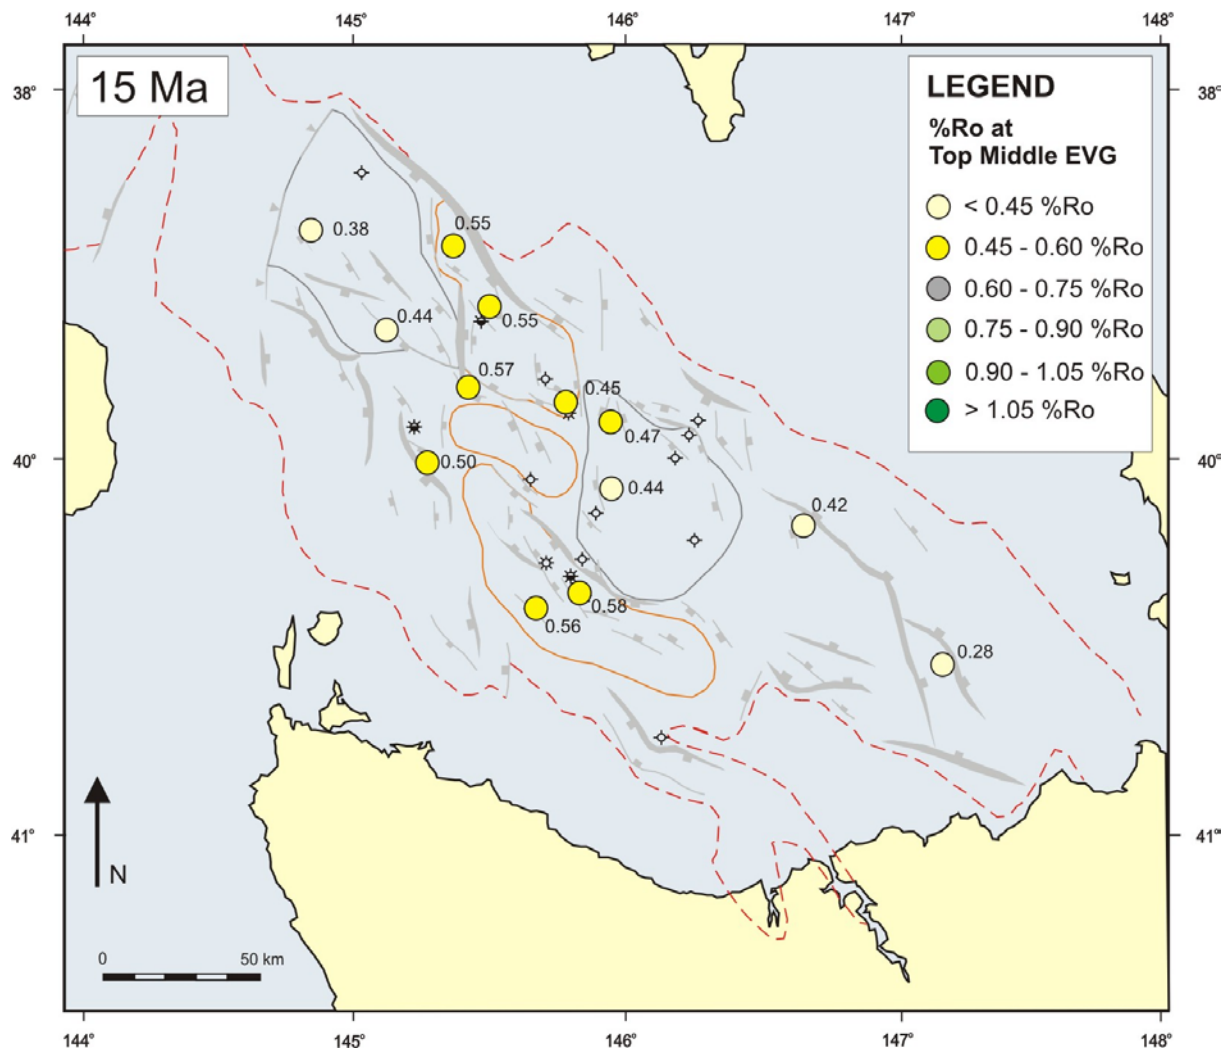 144° 145° 146° 147° 148°
15 Ma
38° 38°
LEGEND
%Ro at
Top Middle EVG
< 0.45 %Ro
0.45 - 0.60 %Ro
0.60 - 0.75 %Ro
0.75 - 0.90 %Ro
0.90 - 1.05 %Ro
> 1.05 %Ro
0.55
0.38
0.44
0.55
0.57
0.45
0.47
40° 40°
0.50
0.44
0.42
0.58
0.56
0.28
41° 41°
N
0 50 km
144° 145° 146° 147° 148°